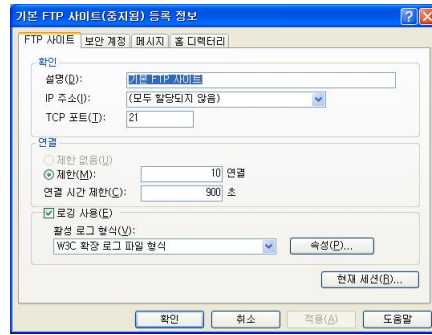 기본 FTP 사이트(중지됨) 등록 정보
FTP 사이트 보안 계정 메시지 홈 디렉터리
확인
설명(D): 기본 FTP 사이트
IP 주소(I): (모두 할당되지 않음)
TCP 포트(T): 21
연결
제한 없음(U)
제한(M): 10 연결
연결 시간 제한(C): 900 초
로깅 사용(E)
활성 로그 형식(V):
W3C 확장 로그 파일 형식 속성(P)...
현재 세션(R)...
확인 취소 적용(A) 도움말